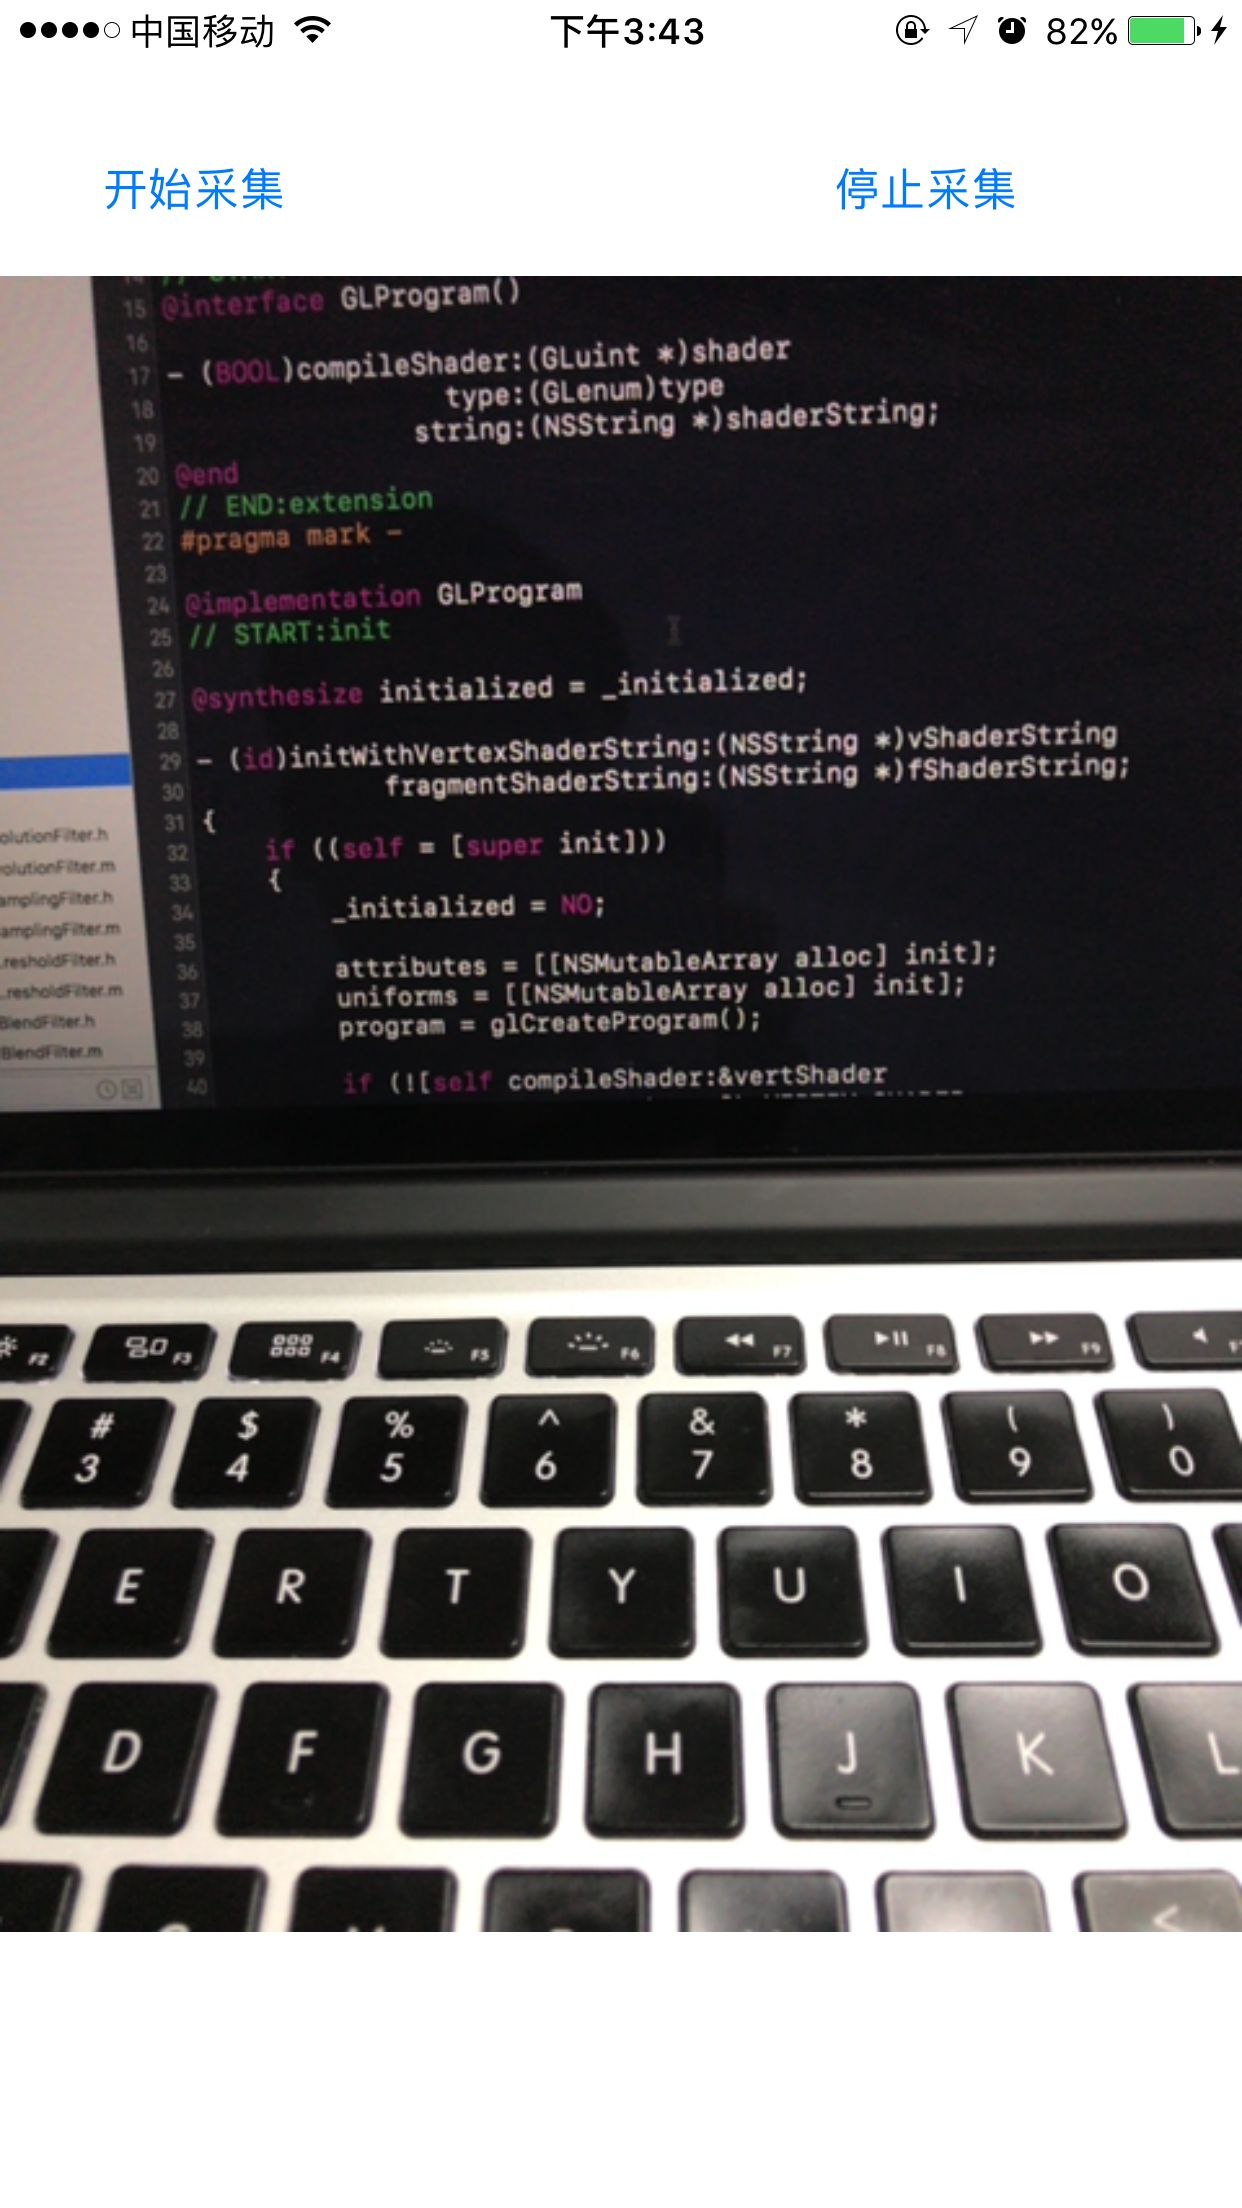 中国移动 下午3:43 82%
开始采集 停止采集
15 @interface GLProgram()
16
17 - (BOOL)compileShader:(GLuint *)shader
18 type:(GLenum)type
19 string:(NSString *)shaderString;
20 @end
21 // END:extension
22 #pragma mark -
23
24 @implementation GLProgram
25 // START:init
26
27 @synthesize initialized = _initialized;
28
29 - (id)initWithVertexShaderString:(NSString *)vShaderString
30 fragmentShaderString:(NSString *)fShaderString;
31 {
32 if ((self = [super init]))
33 {
34 _initialized = NO;
35
36 attributes = [[NSMutableArray alloc] init];
37 uniforms = [[NSMutableArray alloc] init];
38 program = glCreateProgram();
39
40 if (![self compileShader:&vertShader
olutionFilter.h
olutionFilter.m
amplingFilter.h
amplingFilter.m
..resholdFilter.h
..resholdFilter.m
BlendFilter.h
BlendFilter.m
F2 F3 F4 F5 F6 F7 F8 F9
# $ % ^ & * ( )
3 4 5 6 7 8 9 0
E R T Y U I O
D F G H J K L
<